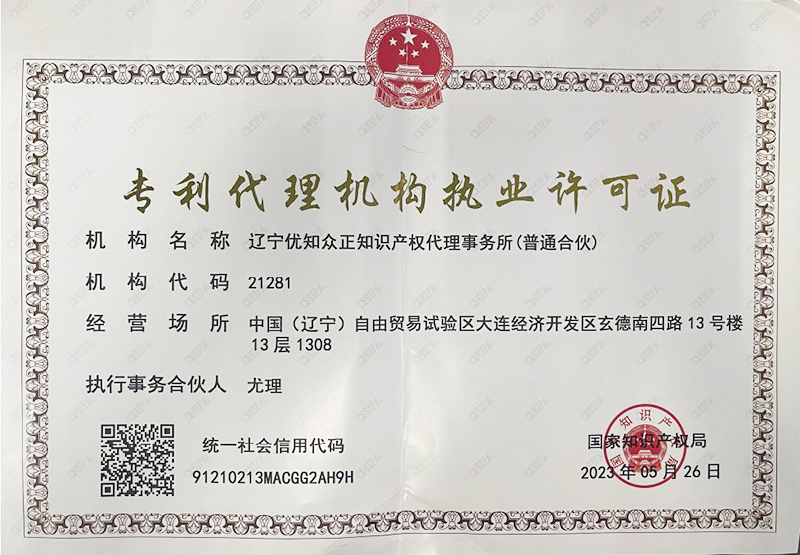 专利代理机构执业许可证
机构名称 辽宁优知众正知识产权代理事务所(普通合伙)
机构代码 21281
经营场所 中国（辽宁）自由贸易试验区大连经济开发区玄德南四路13号楼
13层1308
执行事务合伙人 尤理
统一社会信用代码
91210213MACGG2AH9H
国家知识产权局
2023年05月26日